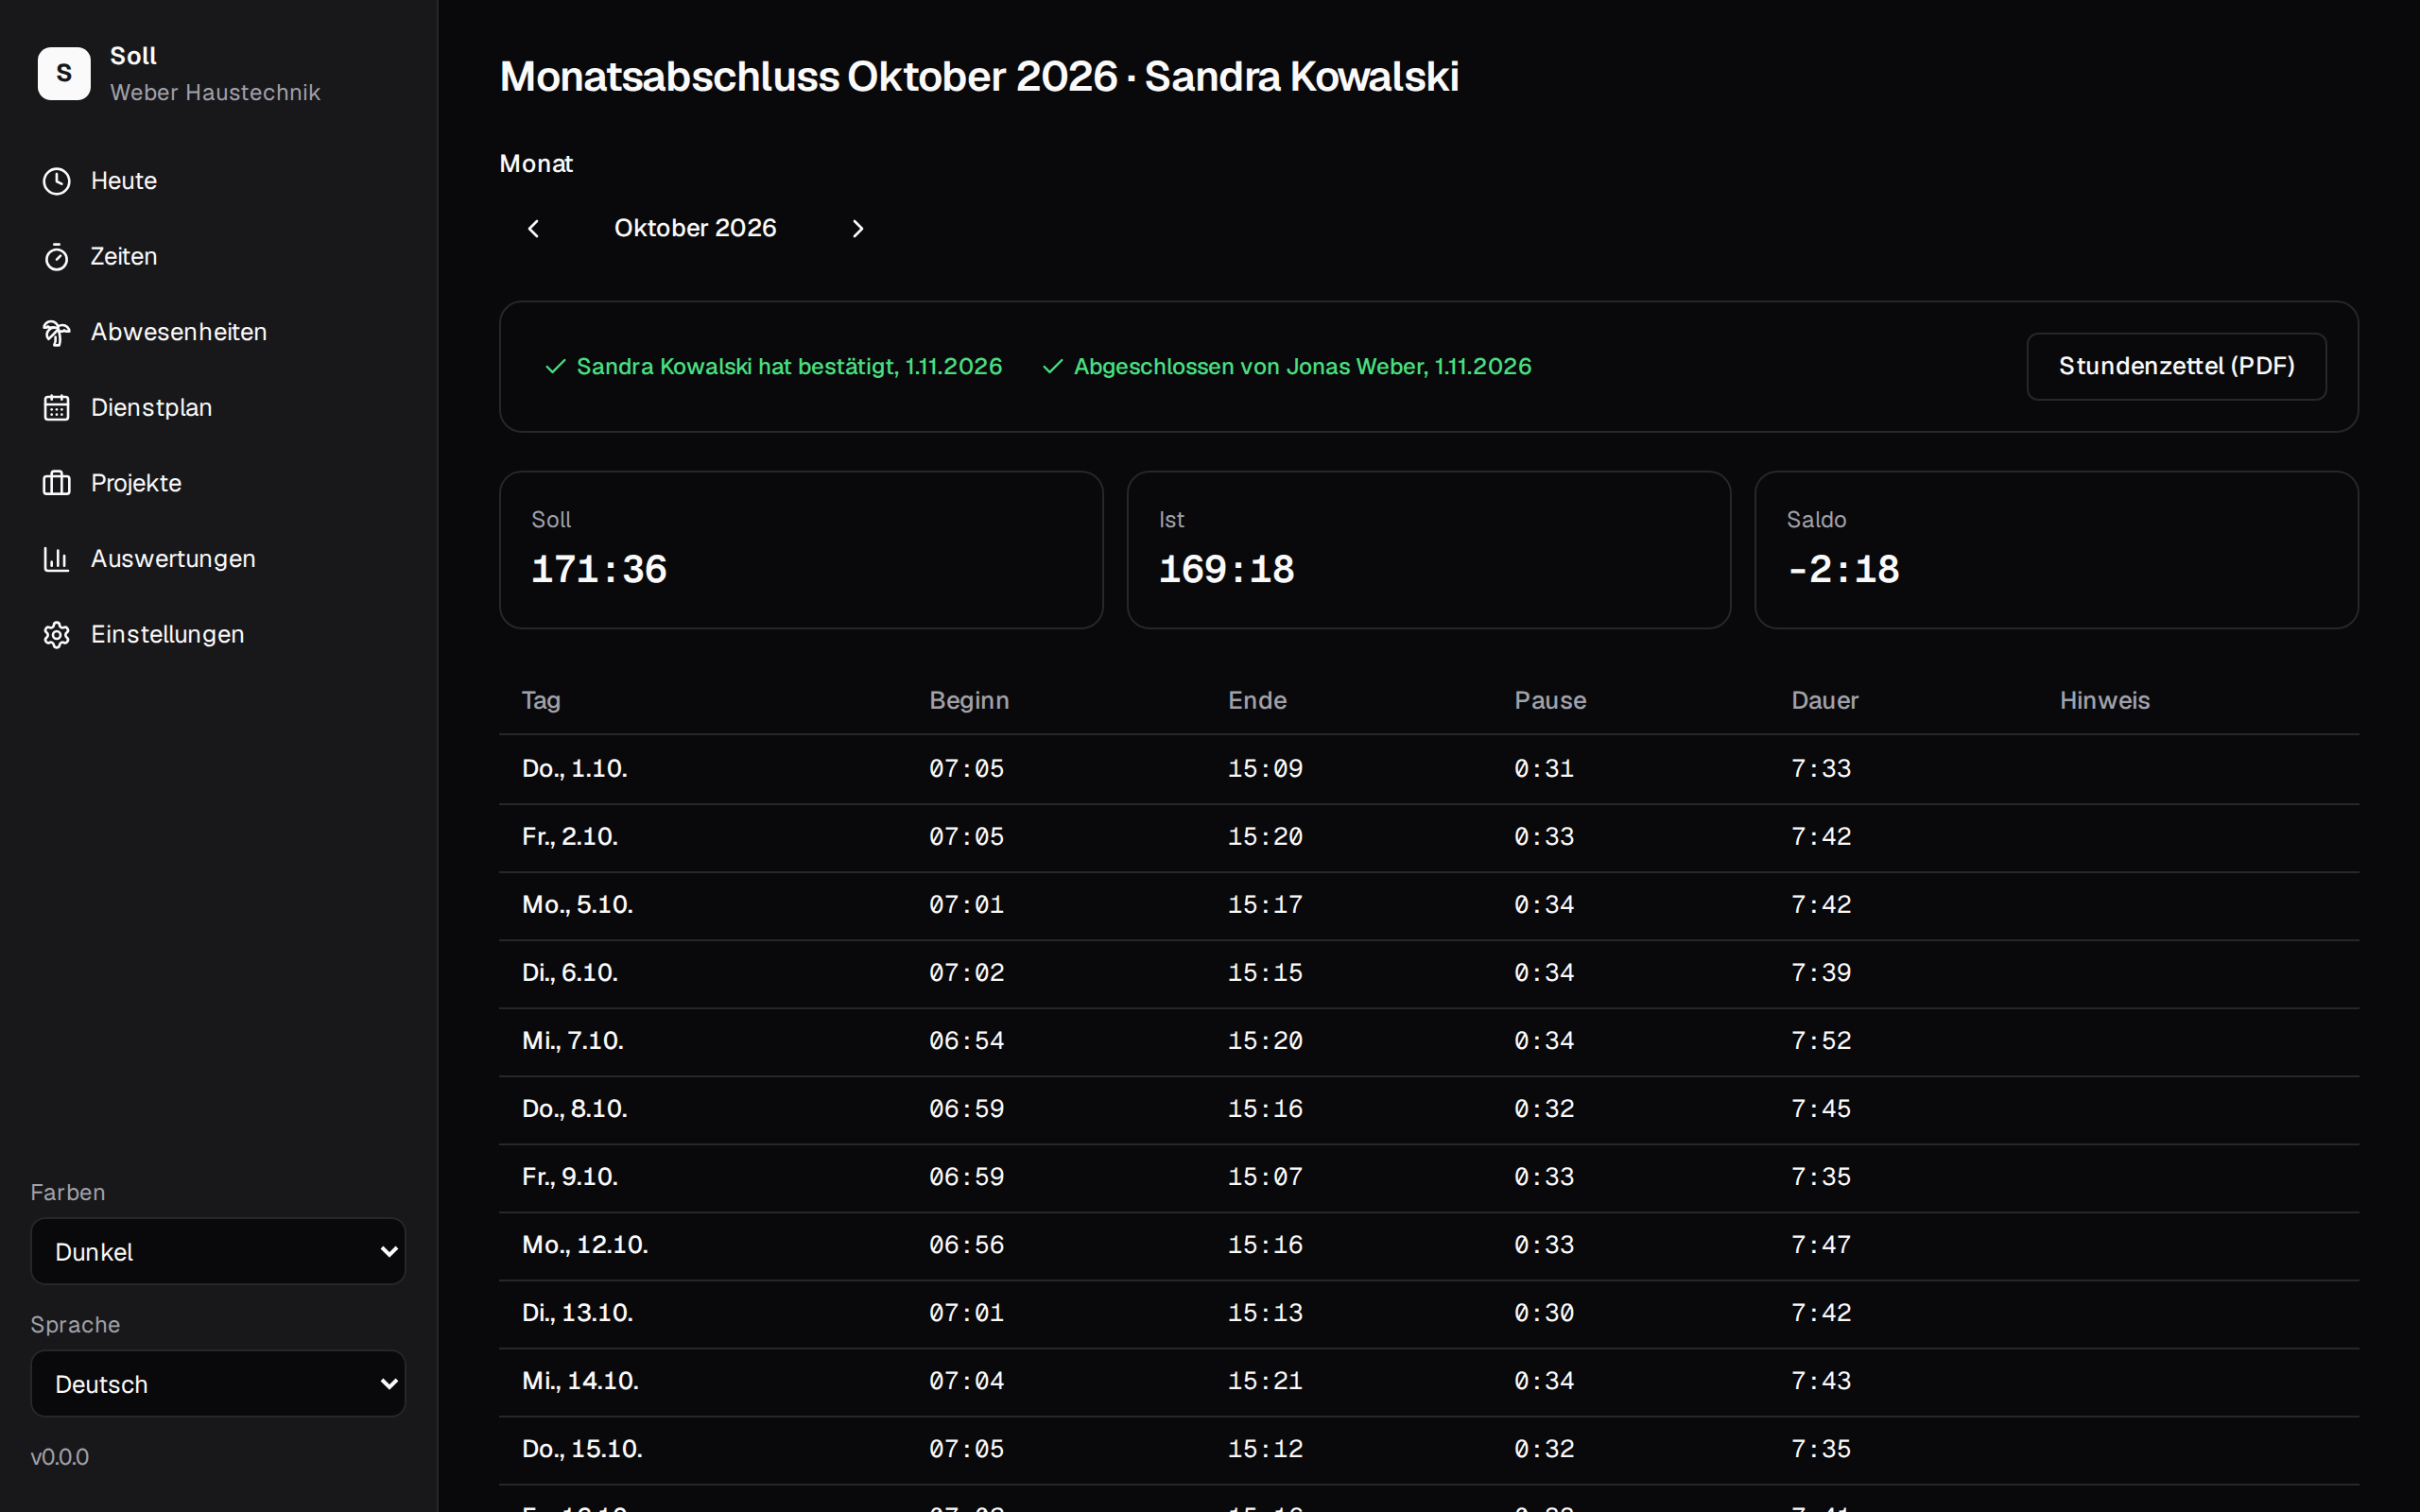 S
Soll
Weber Haustechnik
Heute
Zeiten
Abwesenheiten
Dienstplan
Projekte
Auswertungen
Einstellungen
Farben
Dunkel
Sprache
Deutsch
v0.0.0
Monatsabschluss Oktober 2026 · Sandra Kowalski
Monat
Oktober 2026
Sandra Kowalski hat bestätigt, 1.11.2026 Abgeschlossen von Jonas Weber, 1.11.2026 Stundenzettel (PDF)
Soll Ist Saldo
171:36 169:18 -2:18
Tag Beginn Ende Pause Dauer Hinweis
Do., 1.10. 07:05 15:09 0:31 7:33
Fr., 2.10. 07:05 15:20 0:33 7:42
Mo., 5.10. 07:01 15:17 0:34 7:42
Di., 6.10. 07:02 15:15 0:34 7:39
Mi., 7.10. 06:54 15:20 0:34 7:52
Do., 8.10. 06:59 15:16 0:32 7:45
Fr., 9.10. 06:59 15:07 0:33 7:35
Mo., 12.10. 06:56 15:16 0:33 7:47
Di., 13.10. 07:01 15:13 0:30 7:42
Mi., 14.10. 07:04 15:21 0:34 7:43
Do., 15.10. 07:05 15:12 0:32 7:35